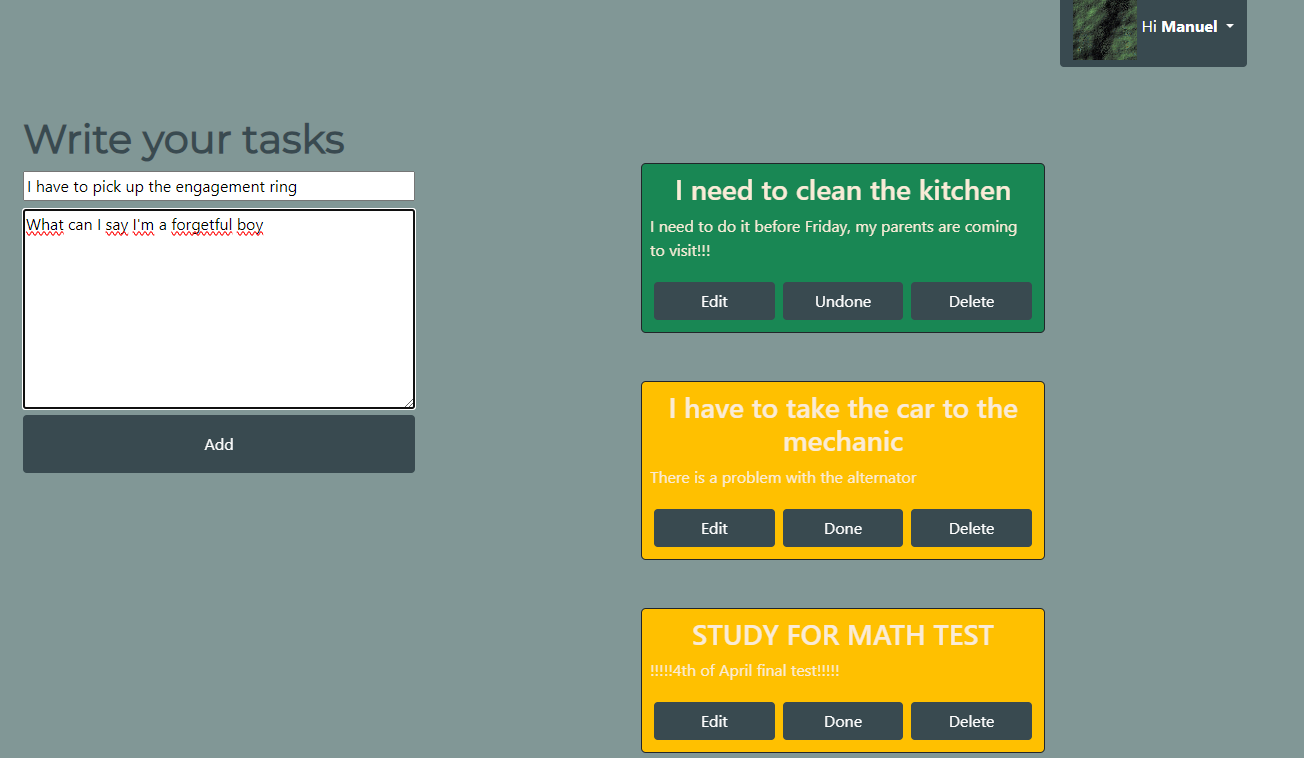 Hi Manuel
Write your tasks
I have to pick up the engagement ring
What can I say I'm a forgetful boy
Add
I need to clean the kitchen
I need to do it before Friday, my parents are coming
to visit!!!
Edit Undone Delete
I have to take the car to the
mechanic
There is a problem with the alternator
Edit Done Delete
STUDY FOR MATH TEST
!!!!!4th of April final test!!!!!
Edit Done Delete